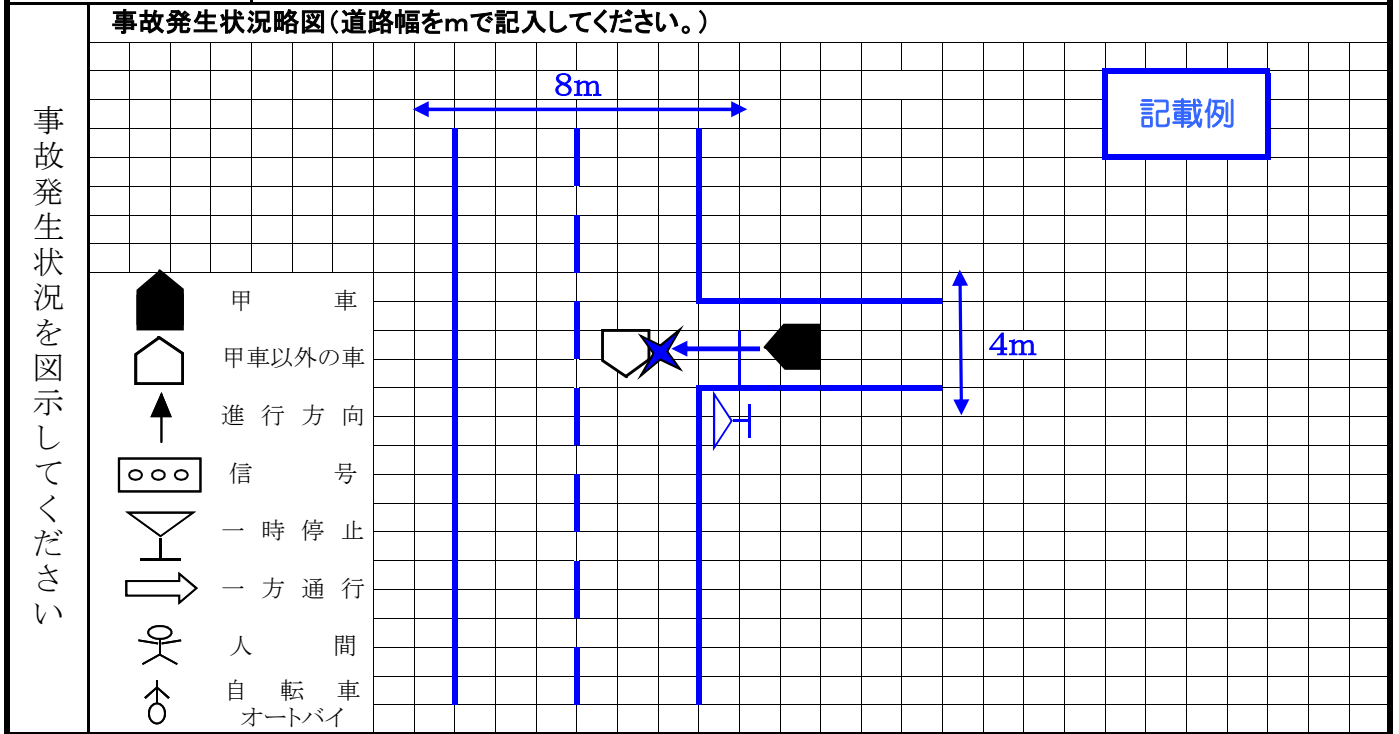 事故発生状況略図(道路幅をmで記入してください。)
事故発生状況を図示してください
8m
記載例
4m
甲車
甲車以外の車
進行方向
信号
一時停止
一方通行
人間
自転車
オートバイ